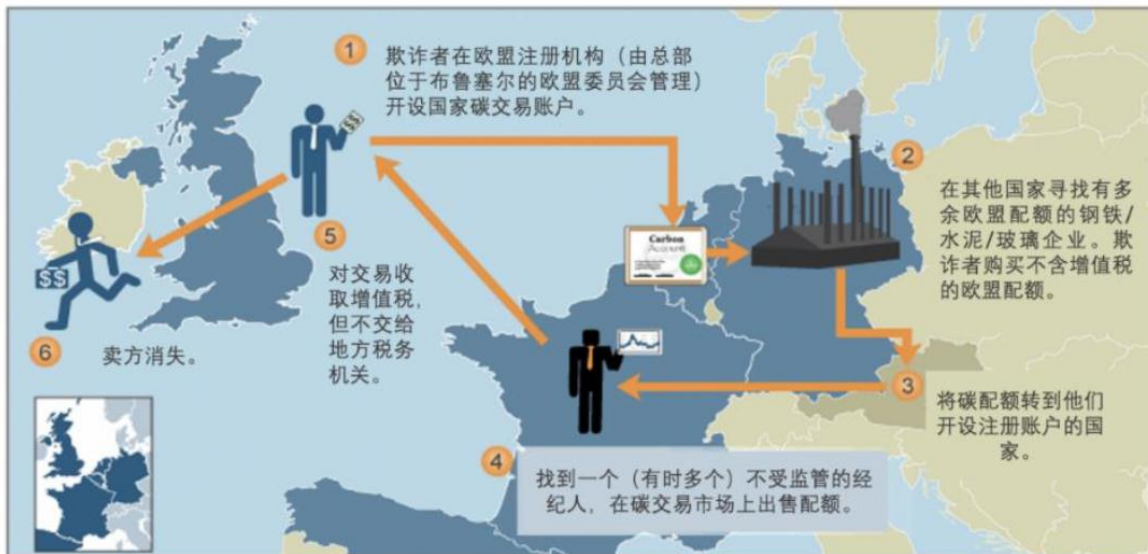 1
欺诈者在欧盟注册机构（由总部
位于布鲁塞尔的欧盟委员会管理）
开设国家碳交易账户。
$$
2
在其他国家寻找有多
余欧盟配额的钢铁/
水泥/玻璃企业。欺
诈者购买不含增值税
的欧盟配额。
Carbon
Account
3
将碳配额转到他们
开设注册账户的国
家。
4
找到一个（有时多个）不受监管的经
纪人，在碳交易市场上出售配额。
5
对交易收
取增值税，
但不交给
地方税务
机关。
$$
6
卖方消失。